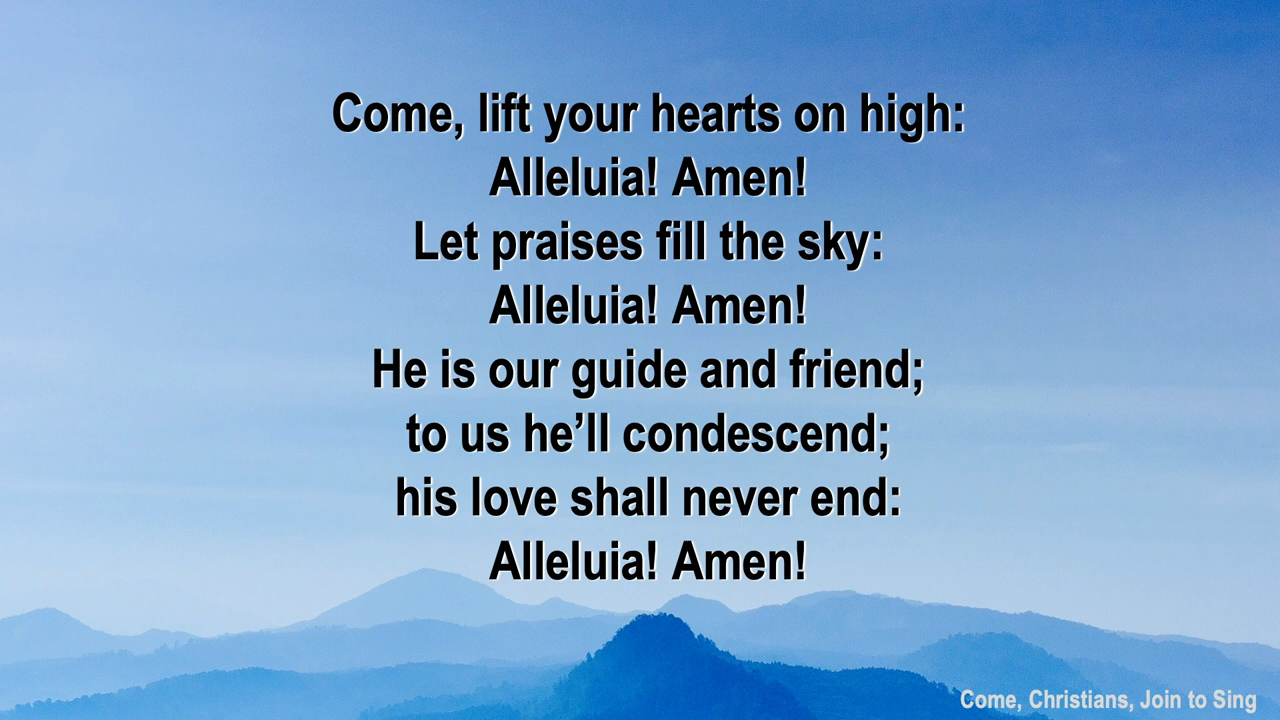 Come, lift your hearts on high:
Alleluia! Amen!
Let praises fill the sky:
Alleluia! Amen!
He is our guide and friend;
to us he’ll condescend;
his love shall never end:
Alleluia! Amen!
Come, Christians, Join to Sing